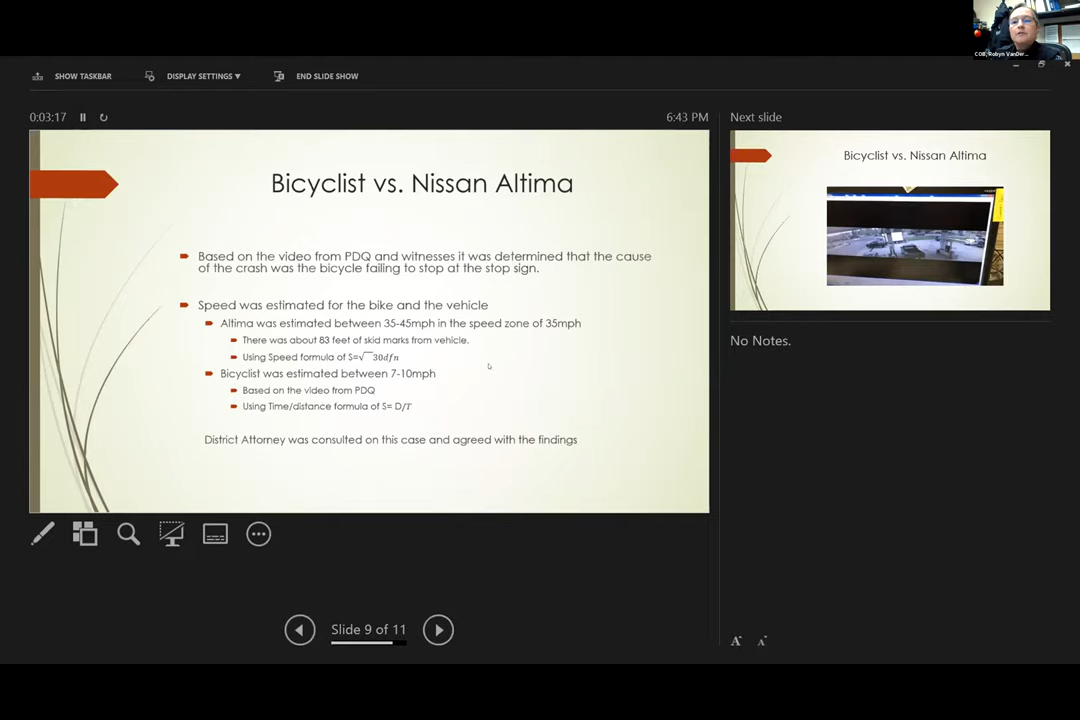 COB, Robyn VanDer...
SHOW TASKBAR
DISPLAY SETTINGS ▾
END SLIDE SHOW
0:03:17
6:43 PM
Bicyclist vs. Nissan Altima
Based on the video from PDQ and witnesses it was determined that the cause
of the crash was the bicycle failing to stop at the stop sign.
Speed was estimated for the bike and the vehicle
Altima was estimated between 35-45mph in the speed zone of 35mph
There was about 83 feet of skid marks from vehicle.
Using Speed formula of S=√‾30dfn
Bicyclist was estimated between 7-10mph
Based on the video from PDQ
Using Time/distance formula of S= D/T
District Attorney was consulted on this case and agreed with the findings
Slide 9 of 11
Next slide
Bicyclist vs. Nissan Altima
No Notes.
A A